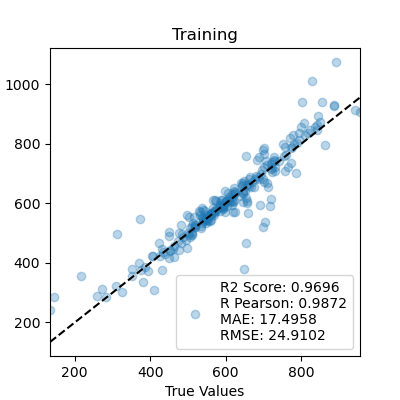 Training
1000
800
600
400
200
R2 Score: 0.9696
R Pearson: 0.9872
MAE: 17.4958
RMSE: 24.9102
200 400 600 800
True Values